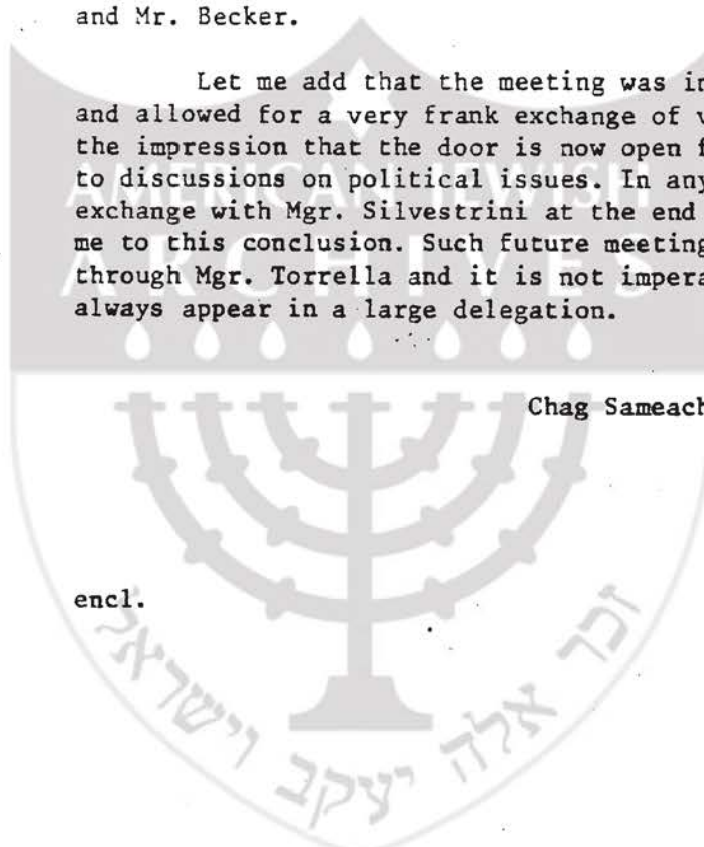 and Mr. Becker.
Let me add that the meeting was in
and allowed for a very frank exchange of
the impression that the door is now open
to discussions on political issues. In any
exchange with Mgr. Silvestrini at the end
me to this conclusion. Such future meeting
through Mgr. Torrella and it is not
always appear in a large delegation.
Chag Sameach
encl.
AMERICAN JEWISH
ARCHIVES
זכר אלה יעקב וישראל